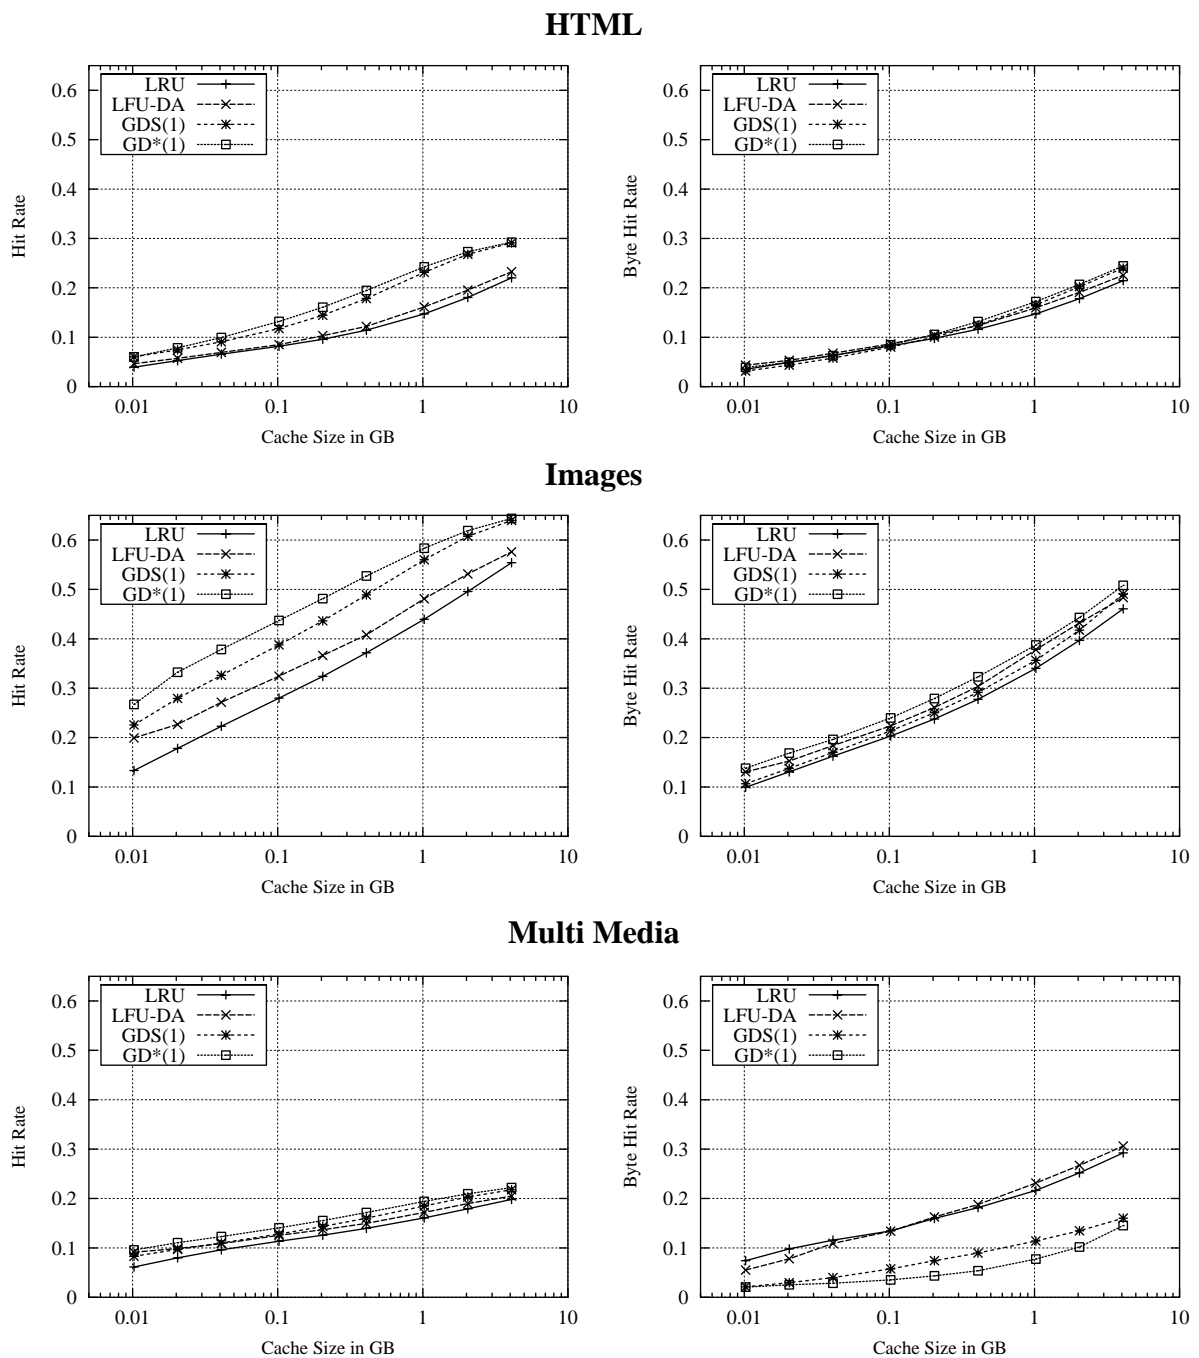 HTML
LRU
LFU-DA
GDS(1)
GD*(1)
0
0.1
0.2
0.3
0.4
0.5
0.6
0.01
0.1
1
10
Hit Rate
Cache Size in GB
LRU
LFU-DA
GDS(1)
GD*(1)
0
0.1
0.2
0.3
0.4
0.5
0.6
0.01
0.1
1
10
Byte Hit Rate
Cache Size in GB
Images
LRU
LFU-DA
GDS(1)
GD*(1)
0
0.1
0.2
0.3
0.4
0.5
0.6
0.01
0.1
1
10
Hit Rate
Cache Size in GB
LRU
LFU-DA
GDS(1)
GD*(1)
0
0.1
0.2
0.3
0.4
0.5
0.6
0.01
0.1
1
10
Byte Hit Rate
Cache Size in GB
Multi Media
LRU
LFU-DA
GDS(1)
GD*(1)
0
0.1
0.2
0.3
0.4
0.5
0.6
0.01
0.1
1
10
Hit Rate
Cache Size in GB
LRU
LFU-DA
GDS(1)
GD*(1)
0
0.1
0.2
0.3
0.4
0.5
0.6
0.01
0.1
1
10
Byte Hit Rate
Cache Size in GB